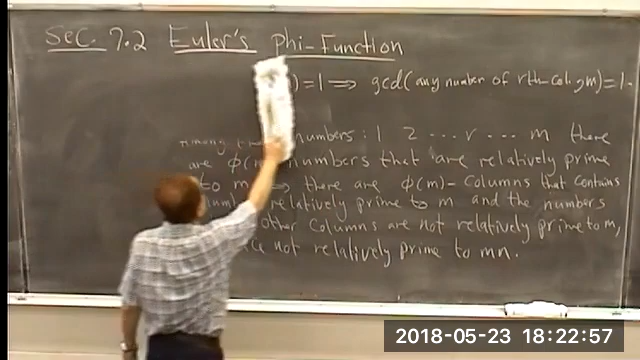 Sec. 7.2 Euler's Phi-Function
)=1 ⟹ gcd(any number of rth-col., m)=1.
numbers: 1 2 ... r ... m there
are φ(m) numbers that are relatively prime
to m ⟹ there are φ(m)- Columns that contains
relatively prime to m and the numbers
other columns are not relatively prime to m,
not relatively prime to mn.
2018-05-23 18:22:57